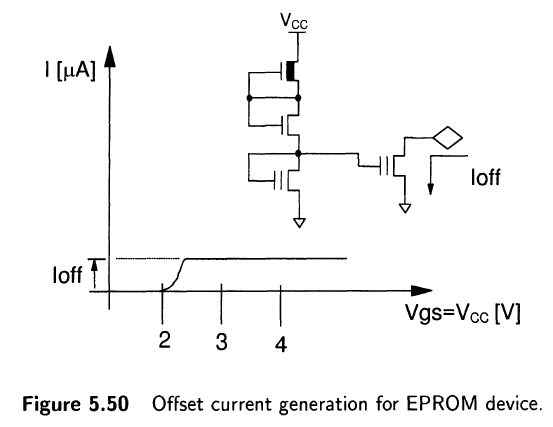 V_CC
I [μA]
Ioff
Ioff
Vgs=V_CC [V]
2 3 4
Figure 5.50 Offset current generation for EPROM device.